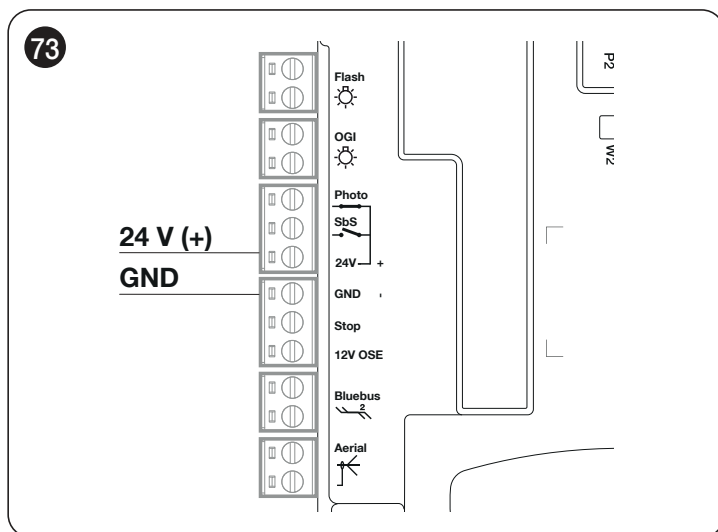 73
Flash
OGI
Photo
SbS
24 V (+)
24V +
GND
GND -
Stop
12V OSE
Bluebus
2
Aerial
P2
W2